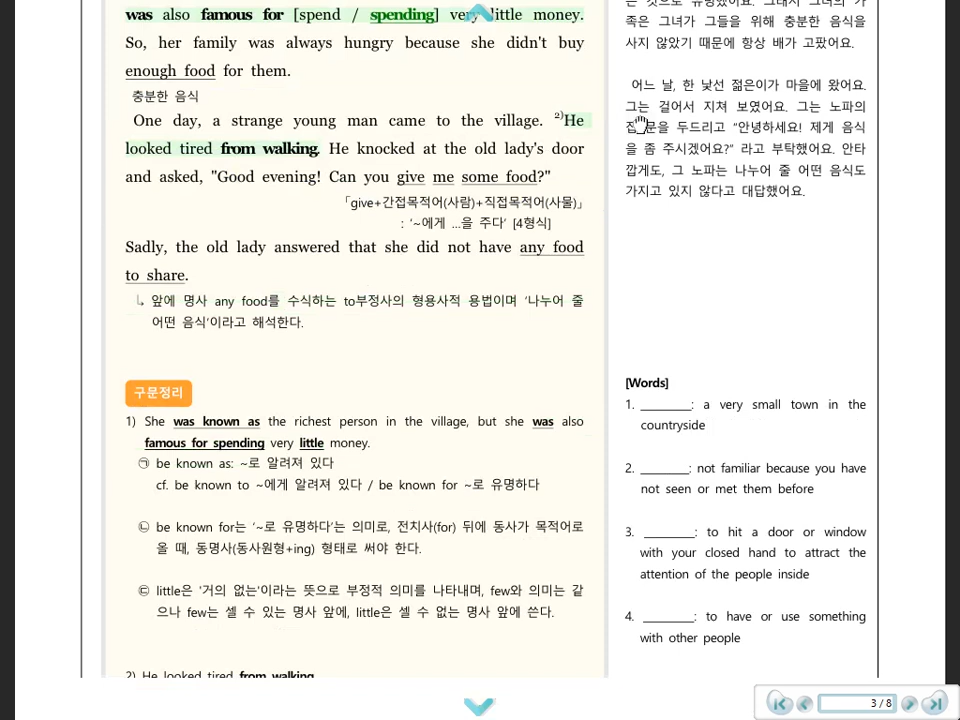 was also famous for [spend / spending] very little money.
So, her family was always hungry because she didn't buy
enough food for them.
충분한 음식
One day, a strange young man came to the village. 2)He
looked tired from walking. He knocked at the old lady's door
and asked, "Good evening! Can you give me some food?"
「give+간접목적어(사람)+직접목적어(사물)」
: '~에게 …을 주다' [4형식]
Sadly, the old lady answered that she did not have any food
to share.
↳ 앞에 명사 any food를 수식하는 to부정사의 형용사적 용법이며 '나누어 줄
어떤 음식'이라고 해석한다.
구문정리
1) She was known as the richest person in the village, but she was also
famous for spending very little money.
㉠ be known as: ~로 알려져 있다
cf. be known to ~에게 알려져 있다 / be known for ~로 유명하다
㉡ be known for는 '~로 유명하다'는 의미로, 전치사(for) 뒤에 동사가 목적어로
올 때, 동명사(동사원형+ing) 형태로 써야 한다.
㉢ little은 '거의 없는'이라는 뜻으로 부정적 의미를 나타내며, few와 의미는 같
으나 few는 셀 수 있는 명사 앞에, little은 셀 수 없는 명사 앞에 쓴다.
2) He looked tired from walking.
은 것으로 유명했어요. 그래서 그녀의 가
족은 그녀가 그들을 위해 충분한 음식을
사지 않았기 때문에 항상 배가 고팠어요.
어느 날, 한 낯선 젊은이가 마을에 왔어요.
그는 걸어서 지쳐 보였어요. 그는 노파의
집 문을 두드리고 "안녕하세요! 제게 음식
을 좀 주시겠어요?" 라고 부탁했어요. 안타
깝게도, 그 노파는 나누어 줄 어떤 음식도
가지고 있지 않다고 대답했어요.
[Words]
1. ________: a very small town in the
countryside
2. ________: not familiar because you have
not seen or met them before
3. ________: to hit a door or window
with your closed hand to attract the
attention of the people inside
4. ________: to have or use something
with other people
3 / 8